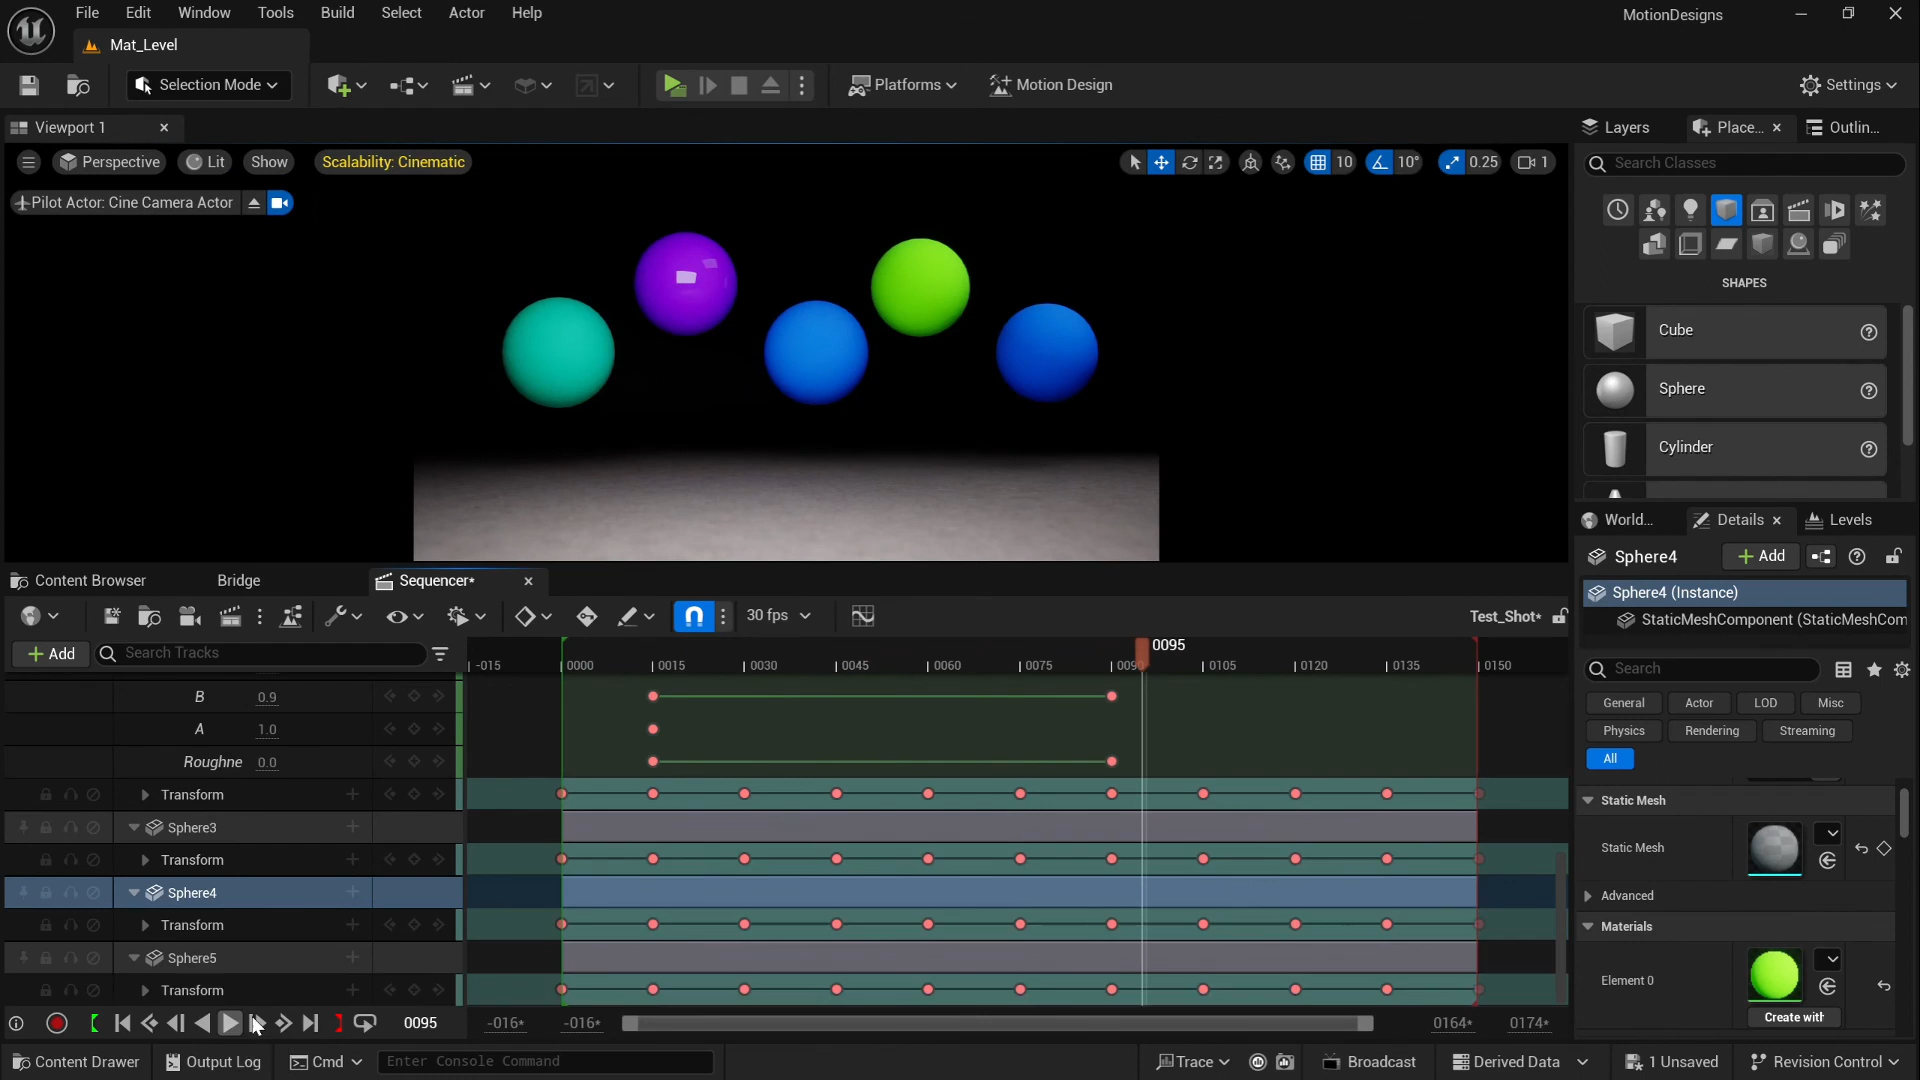 File Edit Window Tools Build Select Actor Help
MotionDesigns
Mat_Level
Selection Mode
Platforms
Motion Design
Settings
Viewport 1
Layers
Place...
Outlin...
Perspective Lit Show Scalability: Cinematic
10 10° 0.25 1
Search Classes
Pilot Actor: Cine Camera Actor
SHAPES
Cube
Sphere
Cylinder
World... Details Levels
Sphere4 Add
Content Browser Bridge Sequencer*
Sphere4 (Instance)
StaticMeshComponent (StaticMeshCom
30 fps
Test_Shot*
Add Search Tracks
0095
-015 0000 0015 0030 0045 0060 0075 0090 0105 0120 0135 0150
Search
B 0.9
A 1.0
Roughne 0.0
General Actor LOD Misc
Physics Rendering Streaming
All
Transform
Sphere3
Transform
Sphere4
Transform
Sphere5
Transform
Static Mesh
Static Mesh
Advanced
Materials
Element 0
Create with
0095 -016* -016* 0164* 0174*
Content Drawer Output Log Cmd Enter Console Command
Trace Broadcast Derived Data 1 Unsaved Revision Control